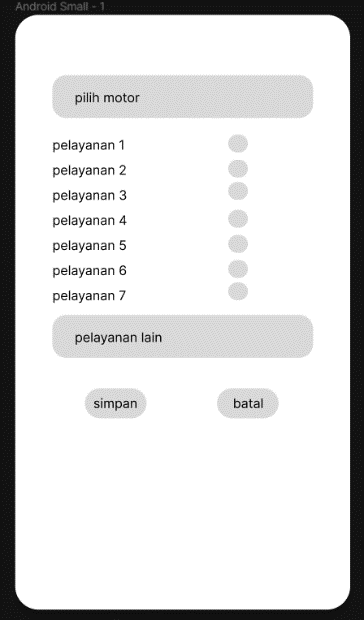 Android Small - 1
pilih motor
pelayanan 1
pelayanan 2
pelayanan 3
pelayanan 4
pelayanan 5
pelayanan 6
pelayanan 7
pelayanan lain
simpan batal